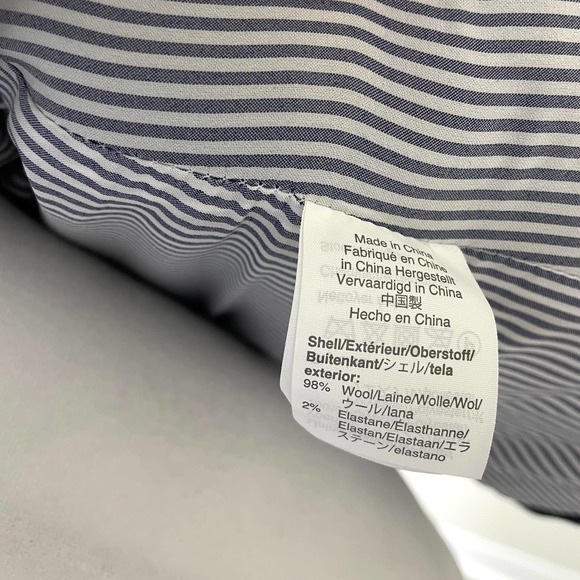 Made in China
Fabriqué en Chine
in China Hergestellt
Vervaardigd in China
中国製
Hecho en China
Shell/Extérieur/Oberstoff/
Buitenkant/シェル/tela
exterior:
98% Wool/Laine/Wolle/Wol/
ウール/lana
2% Elastane/Élasthanne/
Elastan/Elastaan/エラ
ステーン/elastano